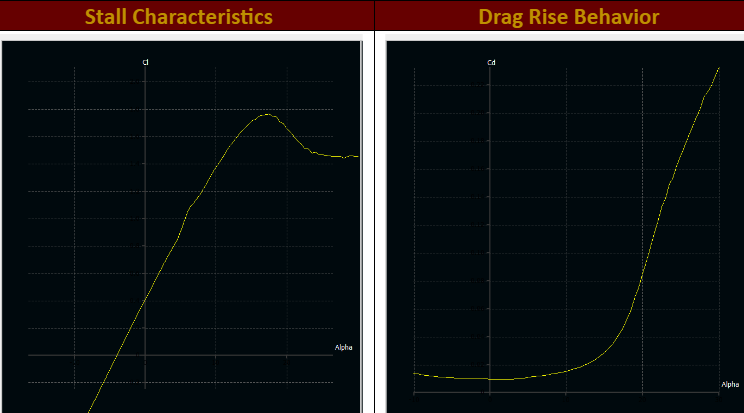 Stall Characteristics
Drag Rise Behavior
Cl
Cd
Alpha
Alpha